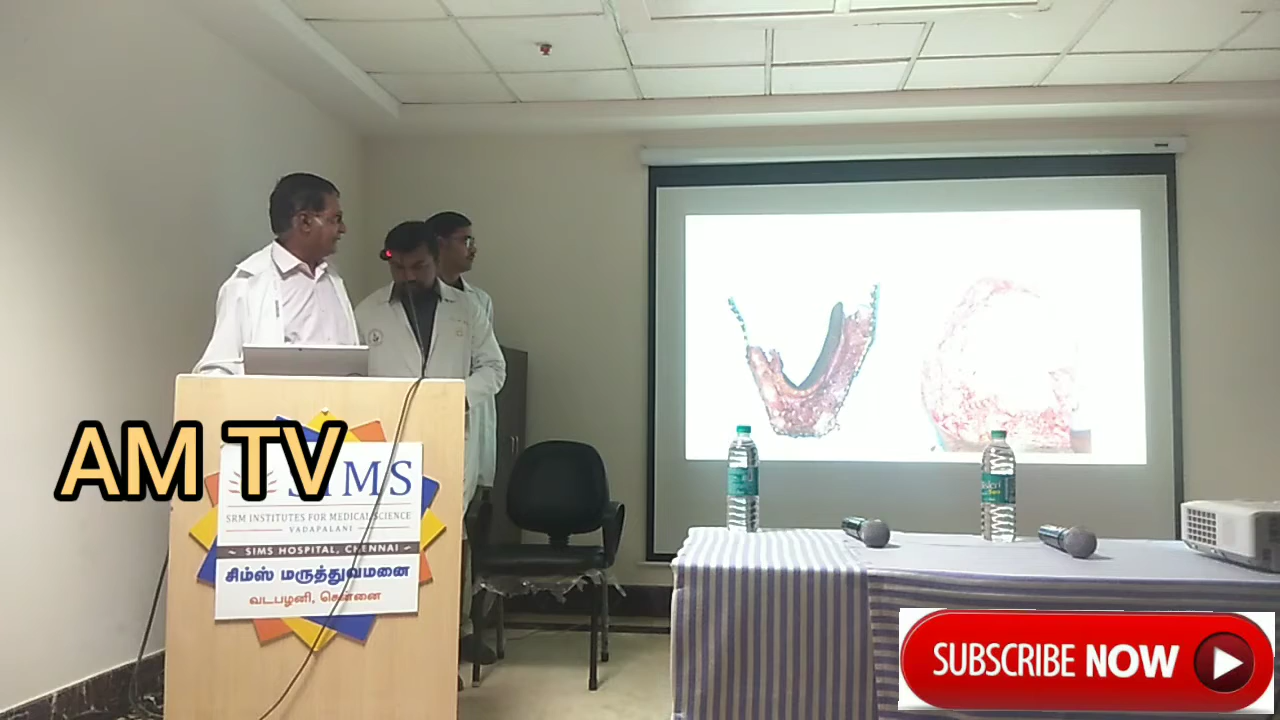 AM TV
SIMS
SRM INSTITUTES FOR MEDICAL SCIENCE
VADAPALANI
SIMS HOSPITAL, CHENNAI
சிம்ஸ் மருத்துவமனை
வடபழனி, சென்னை
SUBSCRIBE NOW